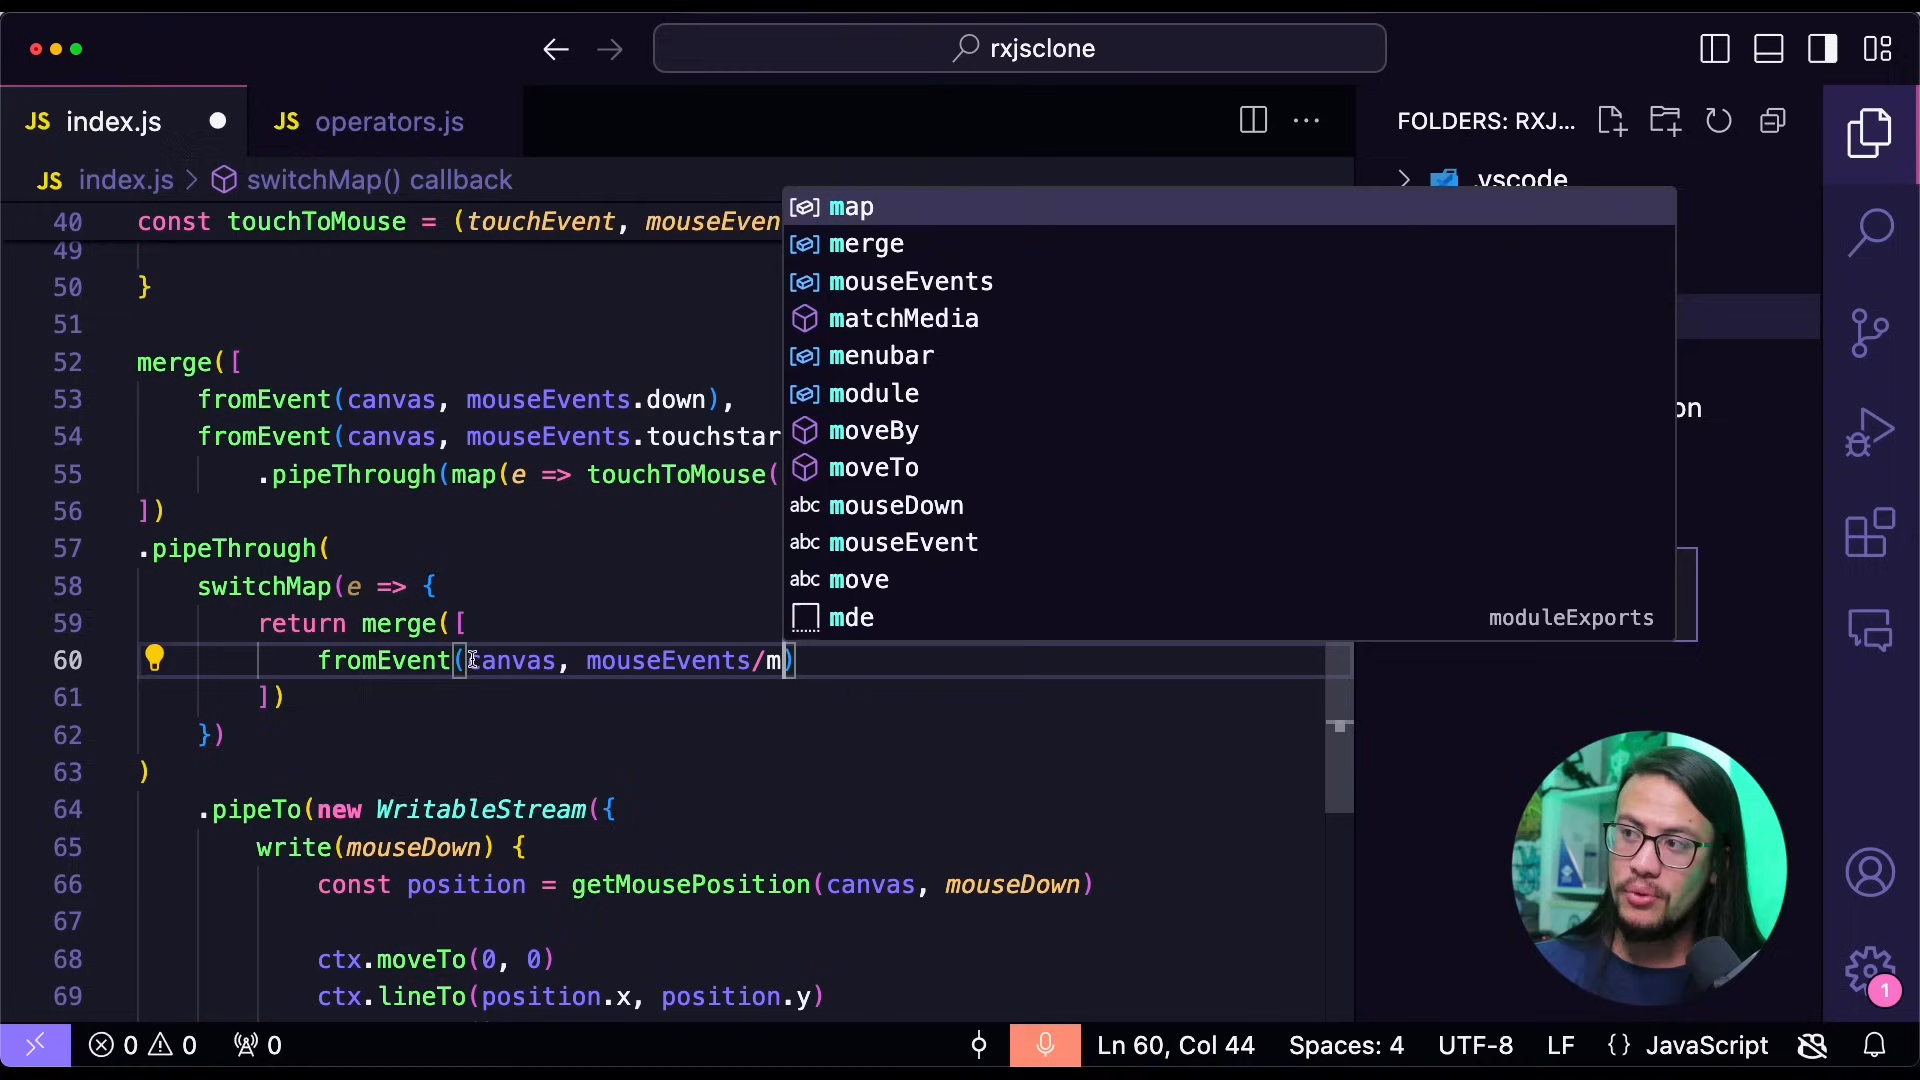 rxjsclone
JS index.js
JS operators.js
FOLDERS: RXJ...
JS index.js > switchMap() callback
.vscode
40 const touchToMouse = (touchEvent, mouseEven
49
50 }
51
52 merge([
53 fromEvent(canvas, mouseEvents.down),
54 fromEvent(canvas, mouseEvents.touchstar
55 .pipeThrough(map(e => touchToMouse(
56 ])
57 .pipeThrough(
58 switchMap(e => {
59 return merge([
60 fromEvent(canvas, mouseEvents/m)
61 ])
62 })
63 )
64 .pipeTo(new WritableStream({
65 write(mouseDown) {
66 const position = getMousePosition(canvas, mouseDown)
67
68 ctx.moveTo(0, 0)
69 ctx.lineTo(position.x, position.y)
map
merge
mouseEvents
matchMedia
menubar
module
moveBy
moveTo
abc mouseDown
abc mouseEvent
abc move
mde moduleExports
on
1
0 0 0
Ln 60, Col 44 Spaces: 4 UTF-8 LF {} JavaScript